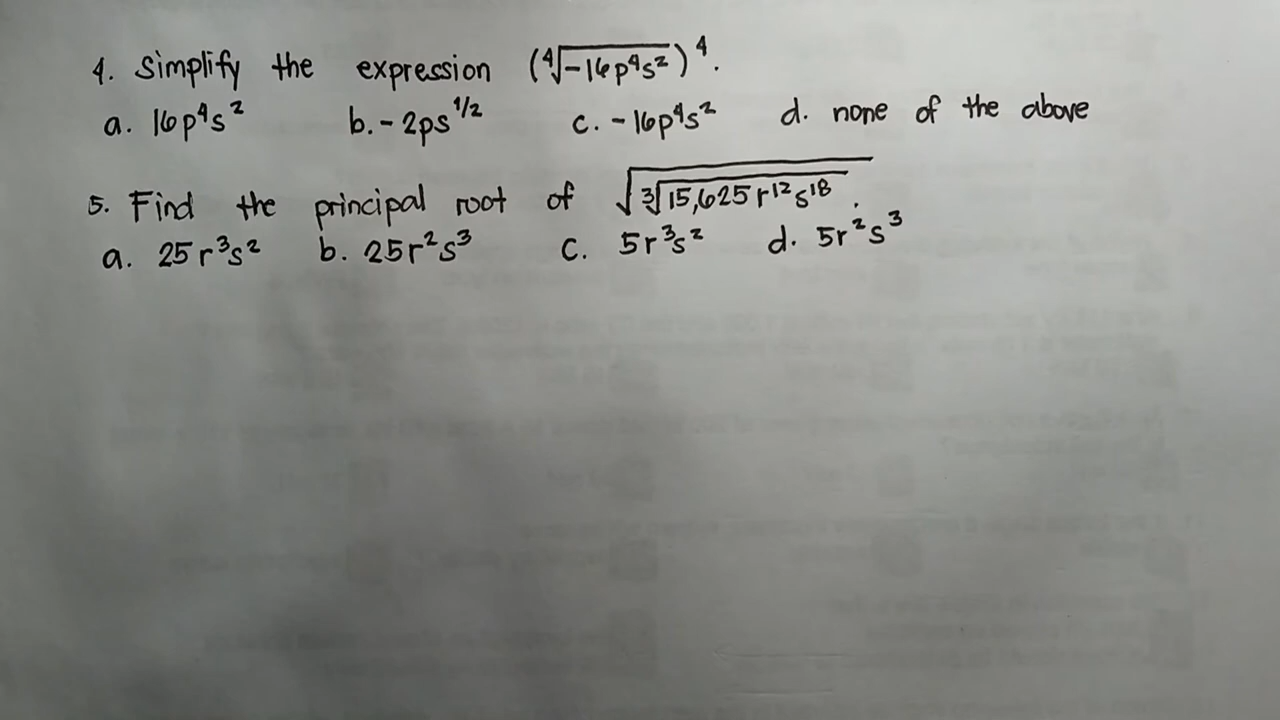 4. Simplify the expression (∜-16p⁴s²)⁴.
a. 16p⁴s² b. -2ps^1/2 c. -16p⁴s² d. none of the above
5. Find the principal root of √∛15,625r¹²s¹⁸.
a. 25r³s² b. 25r²s³ c. 5r³s² d. 5r²s³